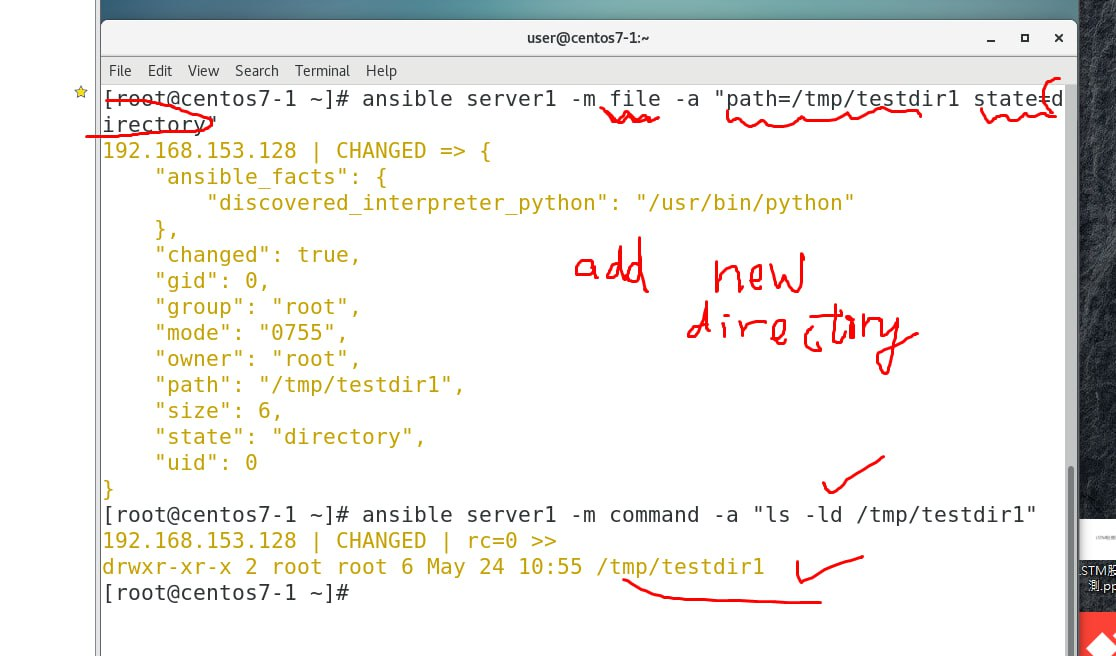 user@centos7-1:~
File Edit View Search Terminal Help
[root@centos7-1 ~]# ansible server1 -m file -a "path=/tmp/testdir1 state=d
irectory"
192.168.153.128 | CHANGED => {
    "ansible_facts": {
        "discovered_interpreter_python": "/usr/bin/python"
    },
    "changed": true,
    "gid": 0,
    "group": "root",
    "mode": "0755",
    "owner": "root",
    "path": "/tmp/testdir1",
    "size": 6,
    "state": "directory",
    "uid": 0
}
add new
directiry
[root@centos7-1 ~]# ansible server1 -m command -a "ls -ld /tmp/testdir1"
192.168.153.128 | CHANGED | rc=0 >>
drwxr-xr-x 2 root root 6 May 24 10:55 /tmp/testdir1
[root@centos7-1 ~]#
STM股
測.pp